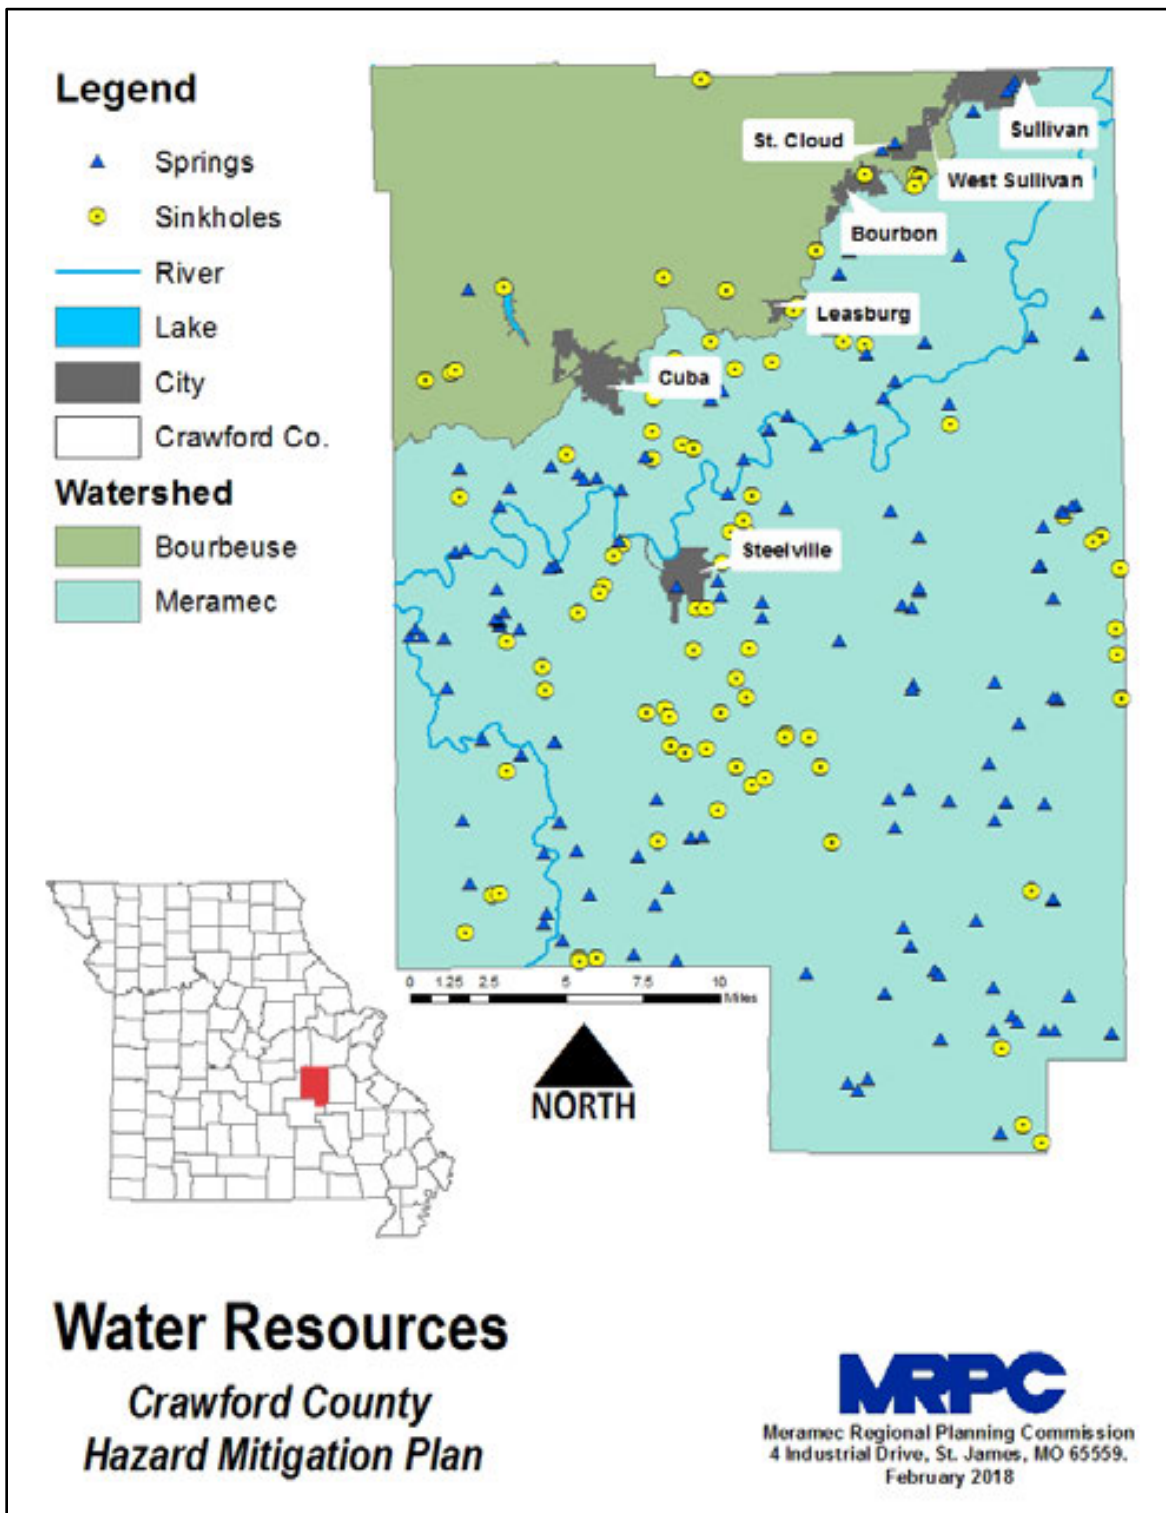 Legend
Springs
Sinkholes
River
Lake
City
Crawford Co.
Watershed
Bourbeuse
Meramec
Sullivan
St. Cloud
West Sullivan
Bourbon
Leasburg
Cuba
Steelville
0 1.25 2.5 5 7.5 10
Miles
NORTH
Water Resources
Crawford County
Hazard Mitigation Plan
MRPC
Meramec Regional Planning Commission
4 Industrial Drive, St. James, MO 65559.
February 2018